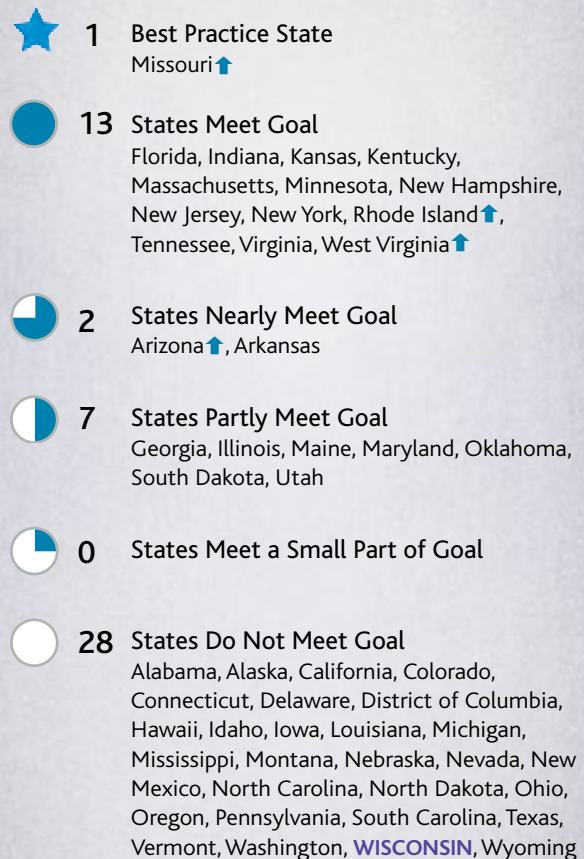 1 Best Practice State
Missouri⬆
13 States Meet Goal
Florida, Indiana, Kansas, Kentucky,
Massachusetts, Minnesota, New Hampshire,
New Jersey, New York, Rhode Island⬆,
Tennessee, Virginia, West Virginia⬆
2 States Nearly Meet Goal
Arizona⬆, Arkansas
7 States Partly Meet Goal
Georgia, Illinois, Maine, Maryland, Oklahoma,
South Dakota, Utah
0 States Meet a Small Part of Goal
28 States Do Not Meet Goal
Alabama, Alaska, California, Colorado,
Connecticut, Delaware, District of Columbia,
Hawaii, Idaho, Iowa, Louisiana, Michigan,
Mississippi, Montana, Nebraska, Nevada, New
Mexico, North Carolina, North Dakota, Ohio,
Oregon, Pennsylvania, South Carolina, Texas,
Vermont, Washington, WISCONSIN, Wyoming